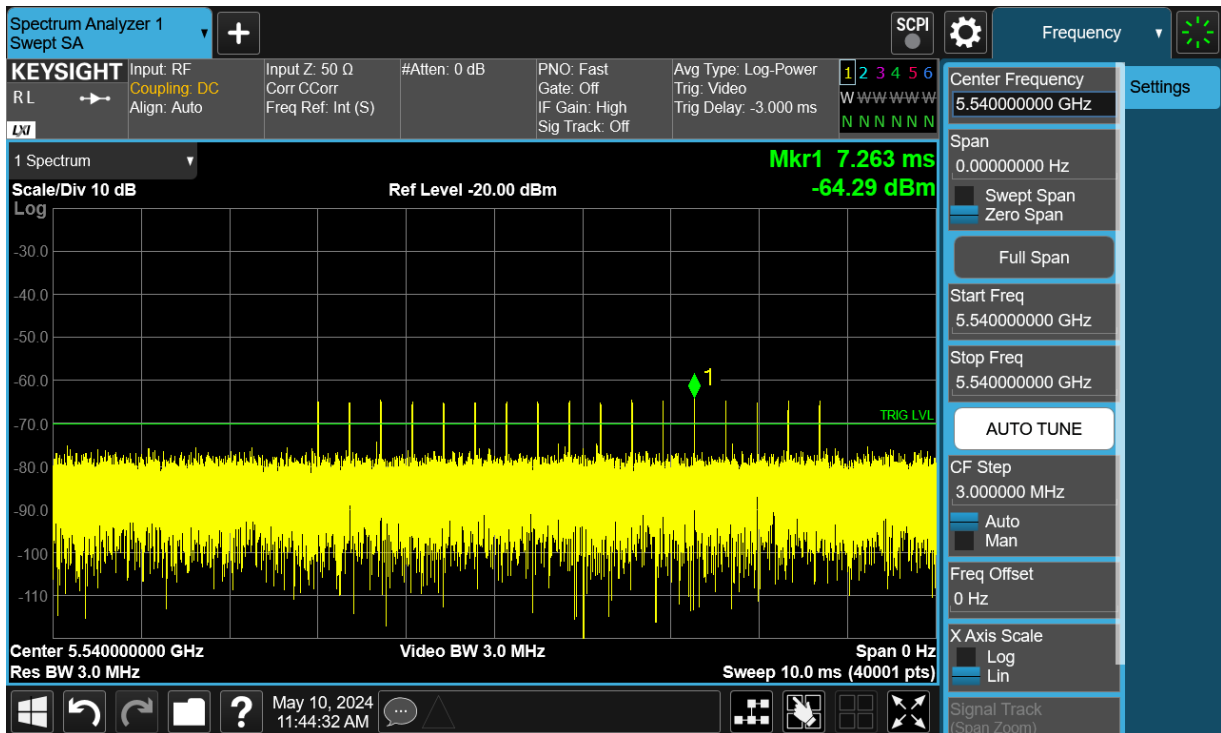 Spectrum Analyzer 1
Swept SA
SCPI
Frequency
KEYSIGHT
RL
LXI
Input: RF
Coupling: DC
Align: Auto
Input Z: 50 Ω
Corr CCorr
Freq Ref: Int (S)
#Atten: 0 dB
PNO: Fast
Gate: Off
IF Gain: High
Sig Track: Off
Avg Type: Log-Power
Trig: Video
Trig Delay: -3.000 ms
1 2 3 4 5 6
W W W W W W
N N N N N N
Center Frequency
5.540000000 GHz
Settings
1 Spectrum
Scale/Div 10 dB
Ref Level -20.00 dBm
Mkr1 7.263 ms
-64.29 dBm
Log
-30.0
-40.0
-50.0
-60.0
-70.0
-80.0
-90.0
-100
-110
1
TRIG LVL
Center 5.540000000 GHz
Video BW 3.0 MHz
Span 0 Hz
Res BW 3.0 MHz
Sweep 10.0 ms (40001 pts)
Span
0.00000000 Hz
Swept Span
Zero Span
Full Span
Start Freq
5.540000000 GHz
Stop Freq
5.540000000 GHz
AUTO TUNE
CF Step
3.000000 MHz
Auto
Man
Freq Offset
0 Hz
X Axis Scale
Log
Lin
Signal Track
(Span Zoom)
?
May 10, 2024
11:44:32 AM